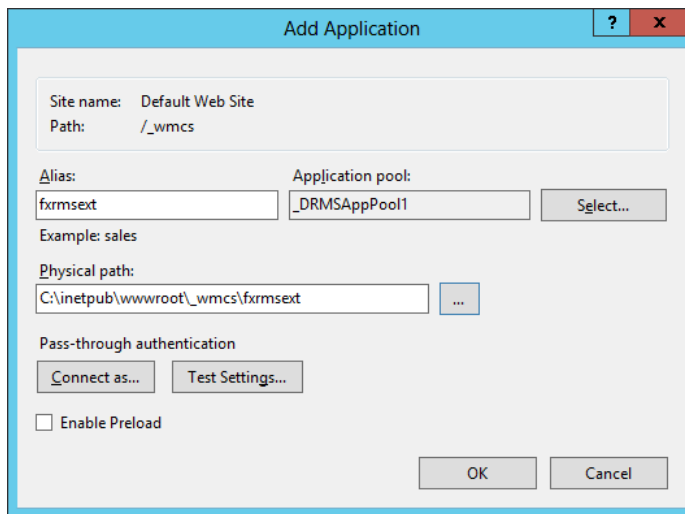 Add Application
?
x
Site name: Default Web Site
Path: /_wmcs
Alias: Application pool:
fxrmsext _DRMSAppPool1 Select...
Example: sales
Physical path:
C:\inetpub\wwwroot\_wmcs\fxrmsext ...
Pass-through authentication
Connect as... Test Settings...
Enable Preload
OK Cancel